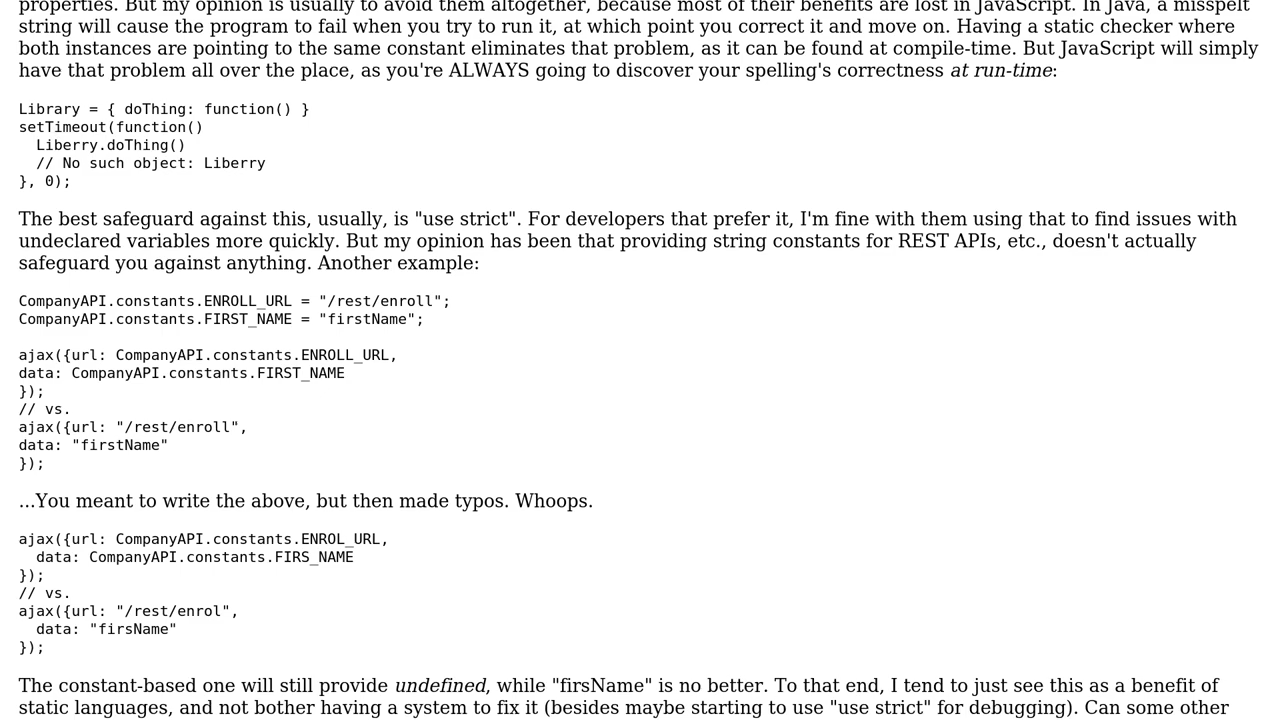 properties. But my opinion is usually to avoid them altogether, because most of their benefits are lost in JavaScript. In Java, a misspelt
string will cause the program to fail when you try to run it, at which point you correct it and move on. Having a static checker where
both instances are pointing to the same constant eliminates that problem, as it can be found at compile-time. But JavaScript will simply
have that problem all over the place, as you're ALWAYS going to discover your spelling's correctness at run-time:
Library = { doThing: function() }
setTimeout(function()
  Liberry.doThing()
  // No such object: Liberry
}, 0);
The best safeguard against this, usually, is "use strict". For developers that prefer it, I'm fine with them using that to find issues with
undeclared variables more quickly. But my opinion has been that providing string constants for REST APIs, etc., doesn't actually
safeguard you against anything. Another example:
CompanyAPI.constants.ENROLL_URL = "/rest/enroll";
CompanyAPI.constants.FIRST_NAME = "firstName";
ajax({url: CompanyAPI.constants.ENROLL_URL,
data: CompanyAPI.constants.FIRST_NAME
});
// vs.
ajax({url: "/rest/enroll",
data: "firstName"
});
...You meant to write the above, but then made typos. Whoops.
ajax({url: CompanyAPI.constants.ENROL_URL,
  data: CompanyAPI.constants.FIRS_NAME
});
// vs.
ajax({url: "/rest/enrol",
  data: "firsName"
});
The constant-based one will still provide undefined, while "firsName" is no better. To that end, I tend to just see this as a benefit of
static languages, and not bother having a system to fix it (besides maybe starting to use "use strict" for debugging). Can some other